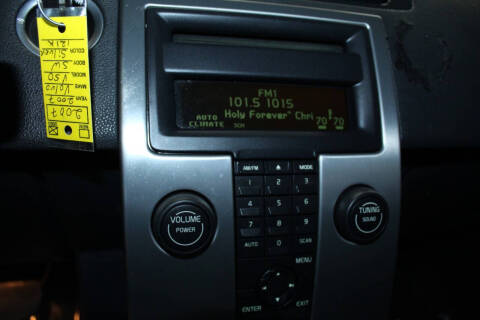 2007
YEAR 2007
MAKE Volvo
MODEL V50
BODY SW
COLOR Silver
121K
FM1
101.5 1015
Holy Forever" Chri
AUTO
CLIMATE
70 70
AM/FM
MODE
1 2 3
4 5 6
7 8 9
AUTO 0 SCAN
MENU
ENTER
EXIT
VOLUME
POWER
TUNING
SOUND